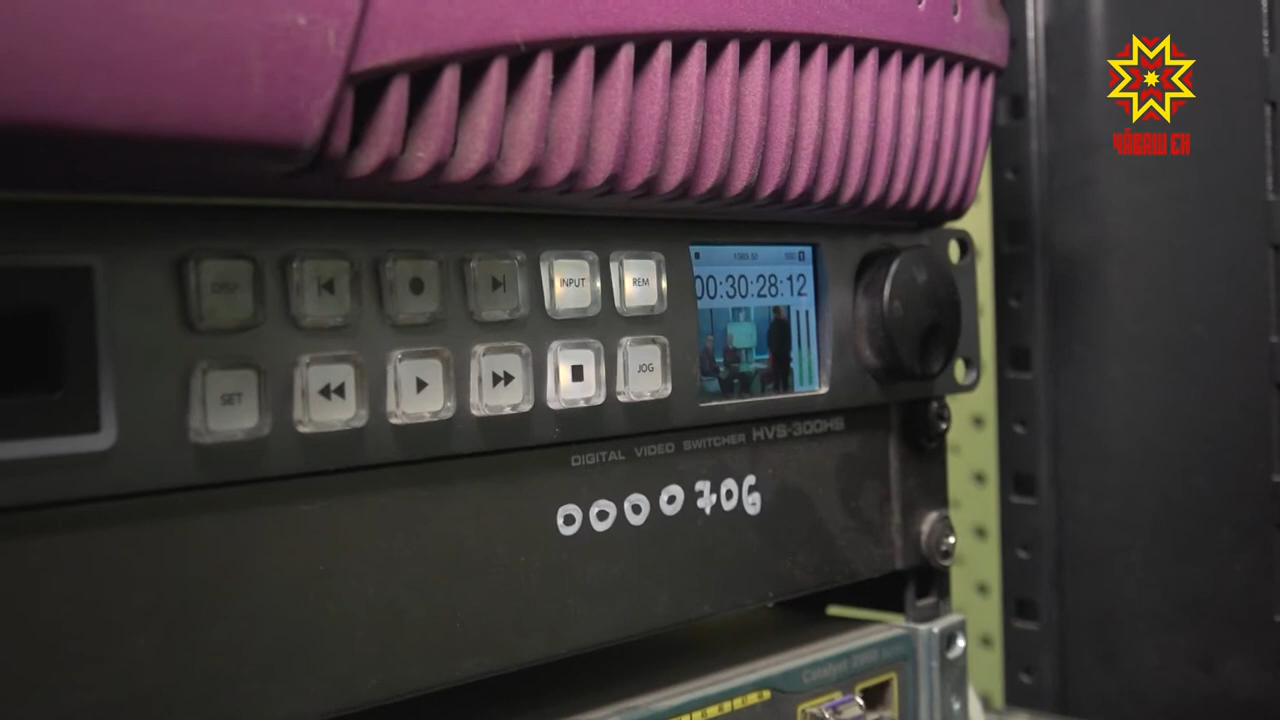 ЧӐВАШ ЕН
DISP
INPUT
REM
SET
JOG
00:30:28:12
DIGITAL VIDEO SWITCHER HVS-300HS
0000706